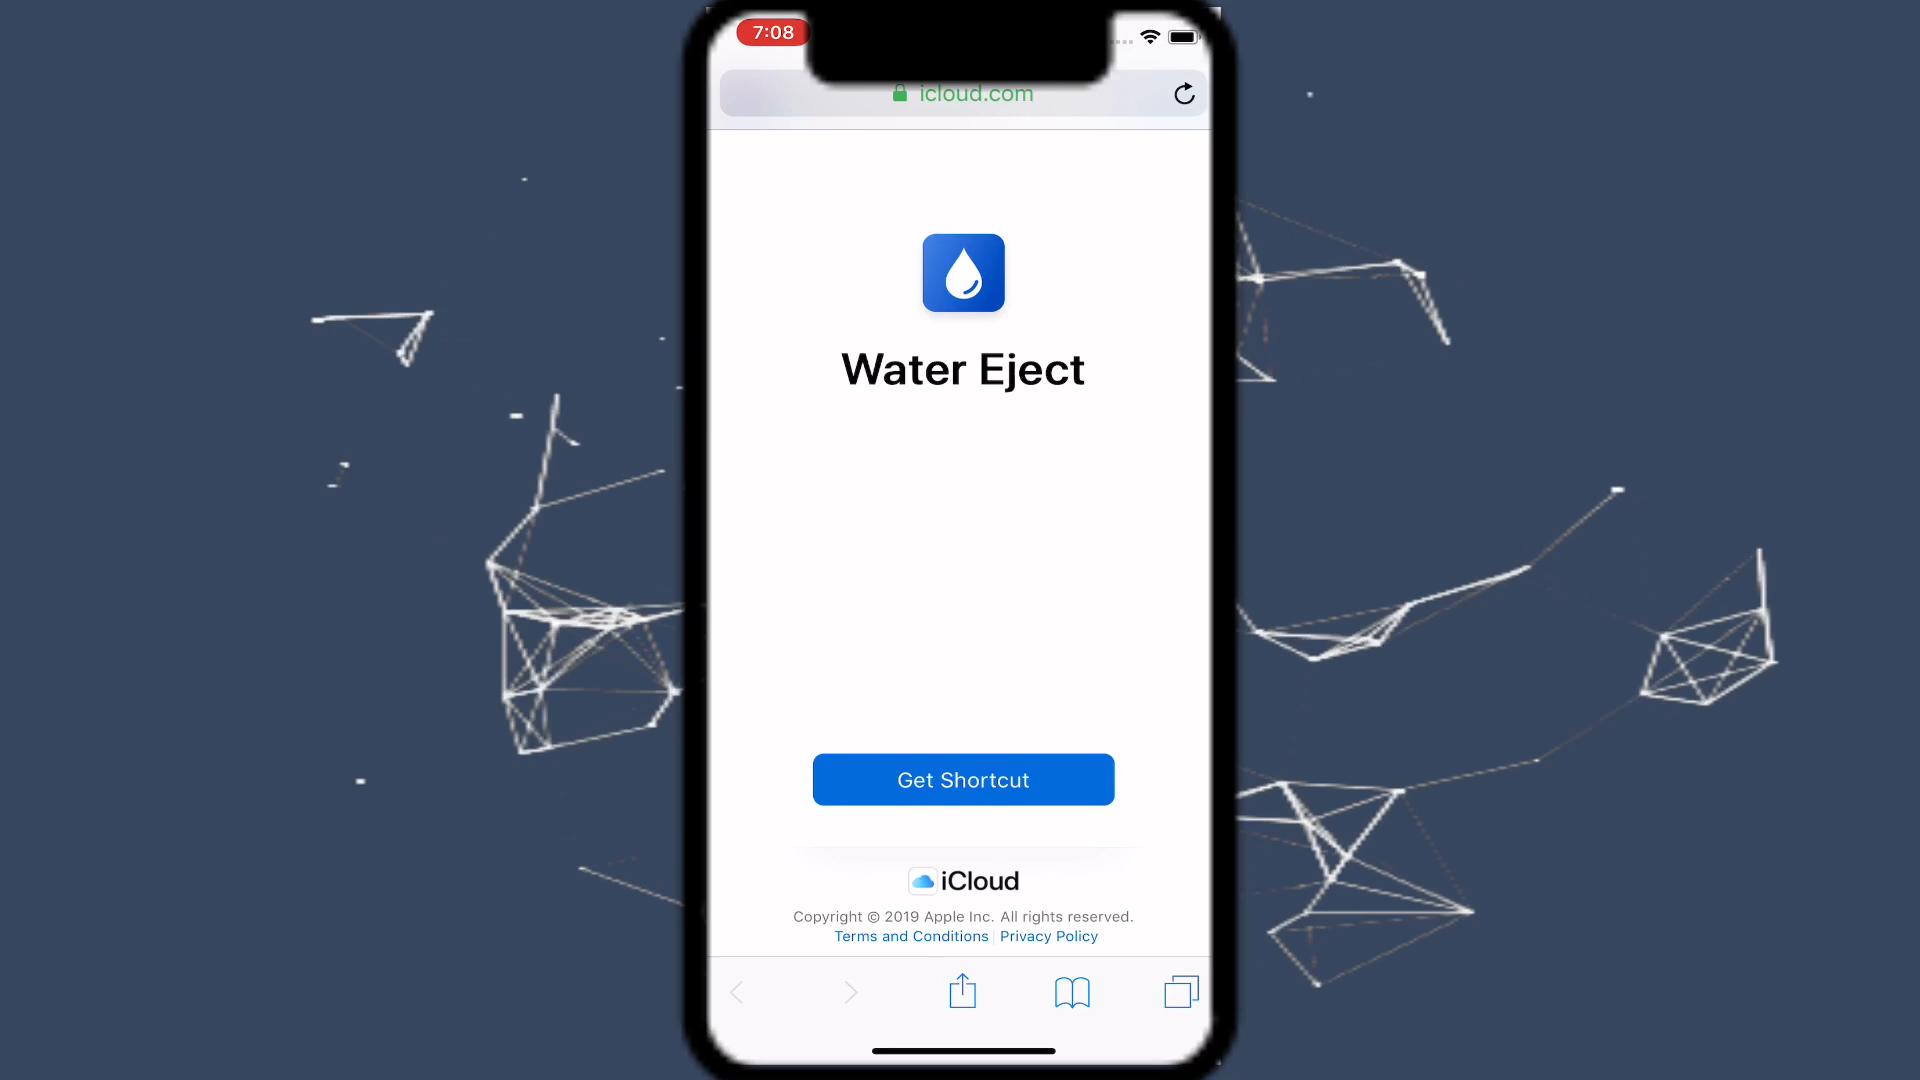 7:08
icloud.com
Water Eject
Get Shortcut
iCloud
Copyright © 2019 Apple Inc. All rights reserved.
Terms and Conditions | Privacy Policy